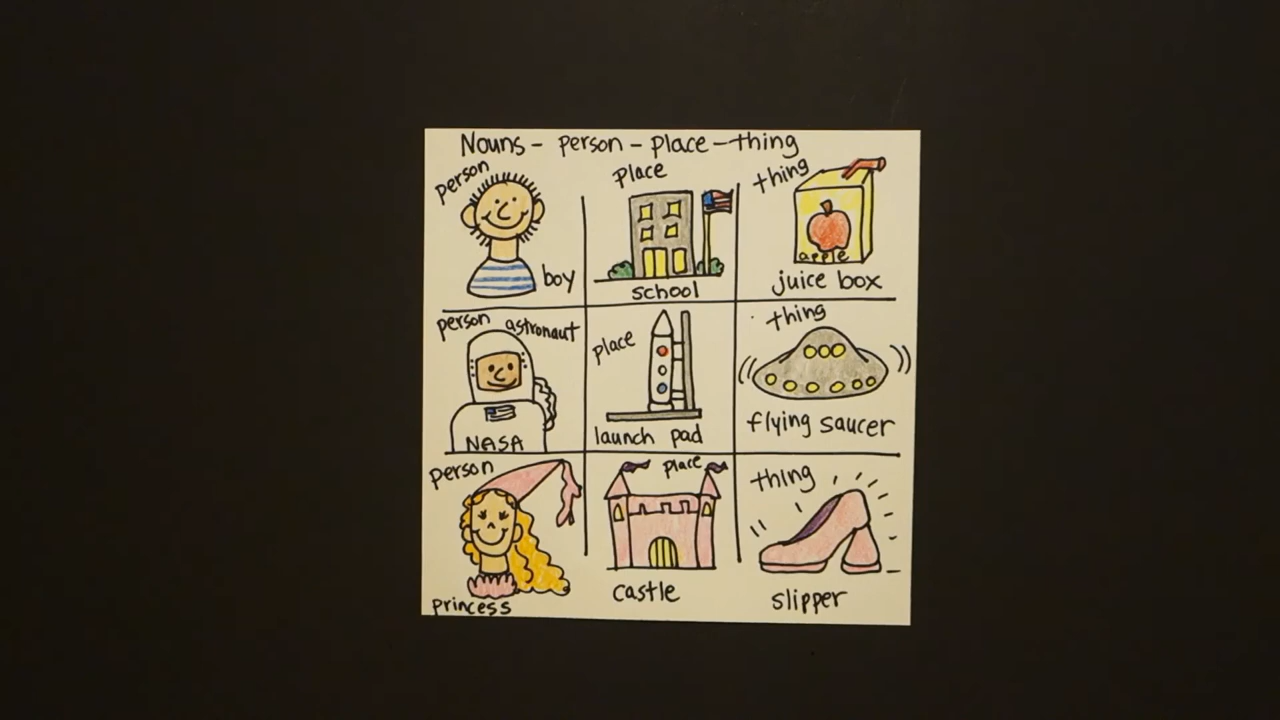 Nouns - person - place - thing
person
boy
place
school
thing
apple
juice box
person astronaut
NASA
place
launch pad
thing
flying saucer
person
princess
place
castle
thing
slipper